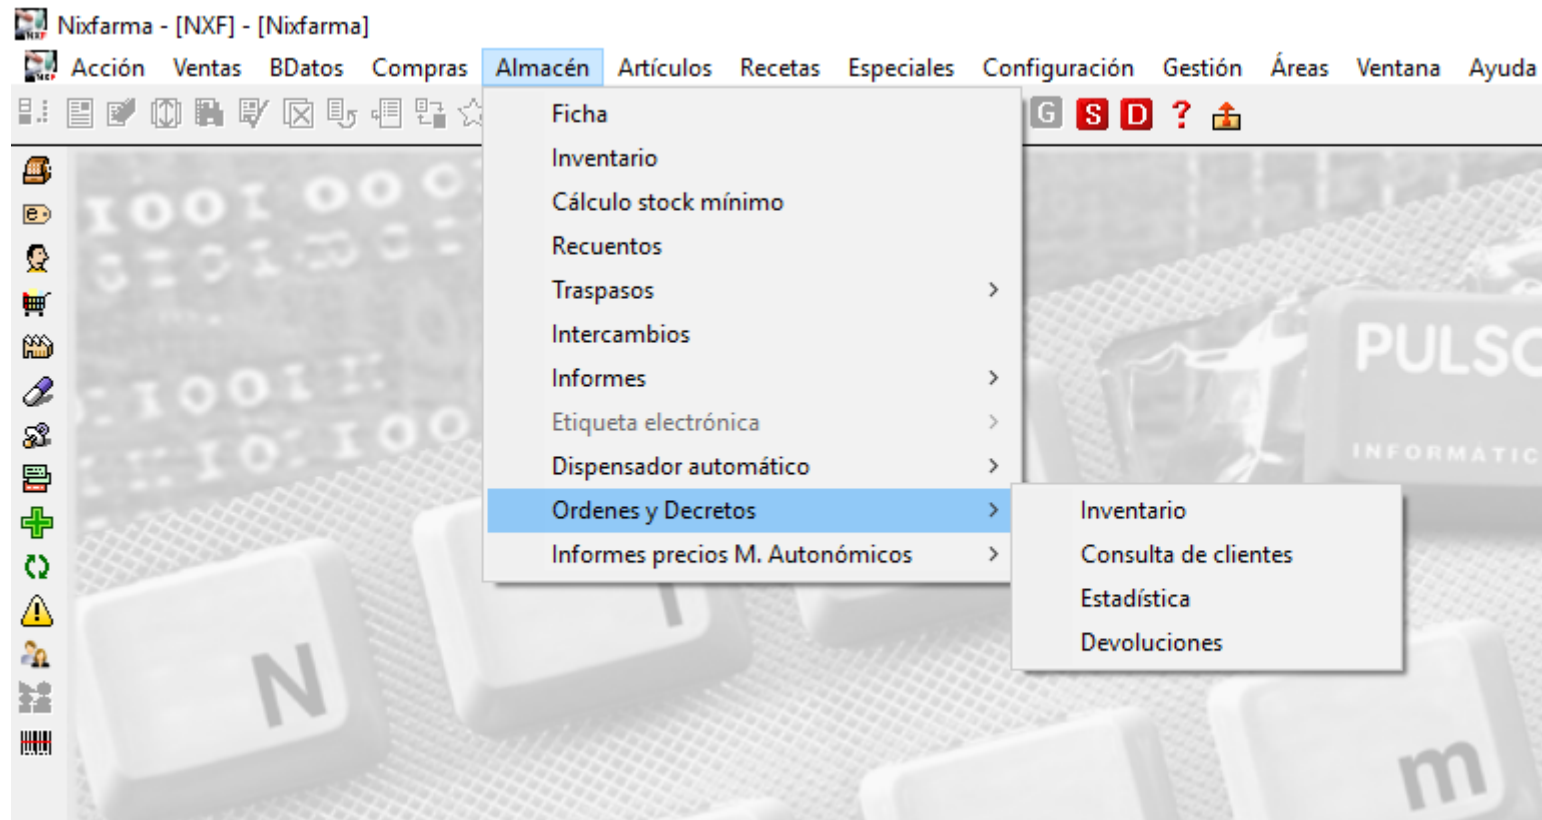 Nixfarma - [NXF] - [Nixfarma]
Acción Ventas BDatos Compras Almacén Artículos Recetas Especiales Configuración Gestión Áreas Ventana Ayuda
G S D ?
Ficha
Inventario
Cálculo stock mínimo
Recuentos
Traspasos
Intercambios
Informes
Etiqueta electrónica
Dispensador automático
Ordenes y Decretos
Informes precios M. Autonómicos
Inventario
Consulta de clientes
Estadística
Devoluciones
PULSO
INFORMÁTIC
N
m